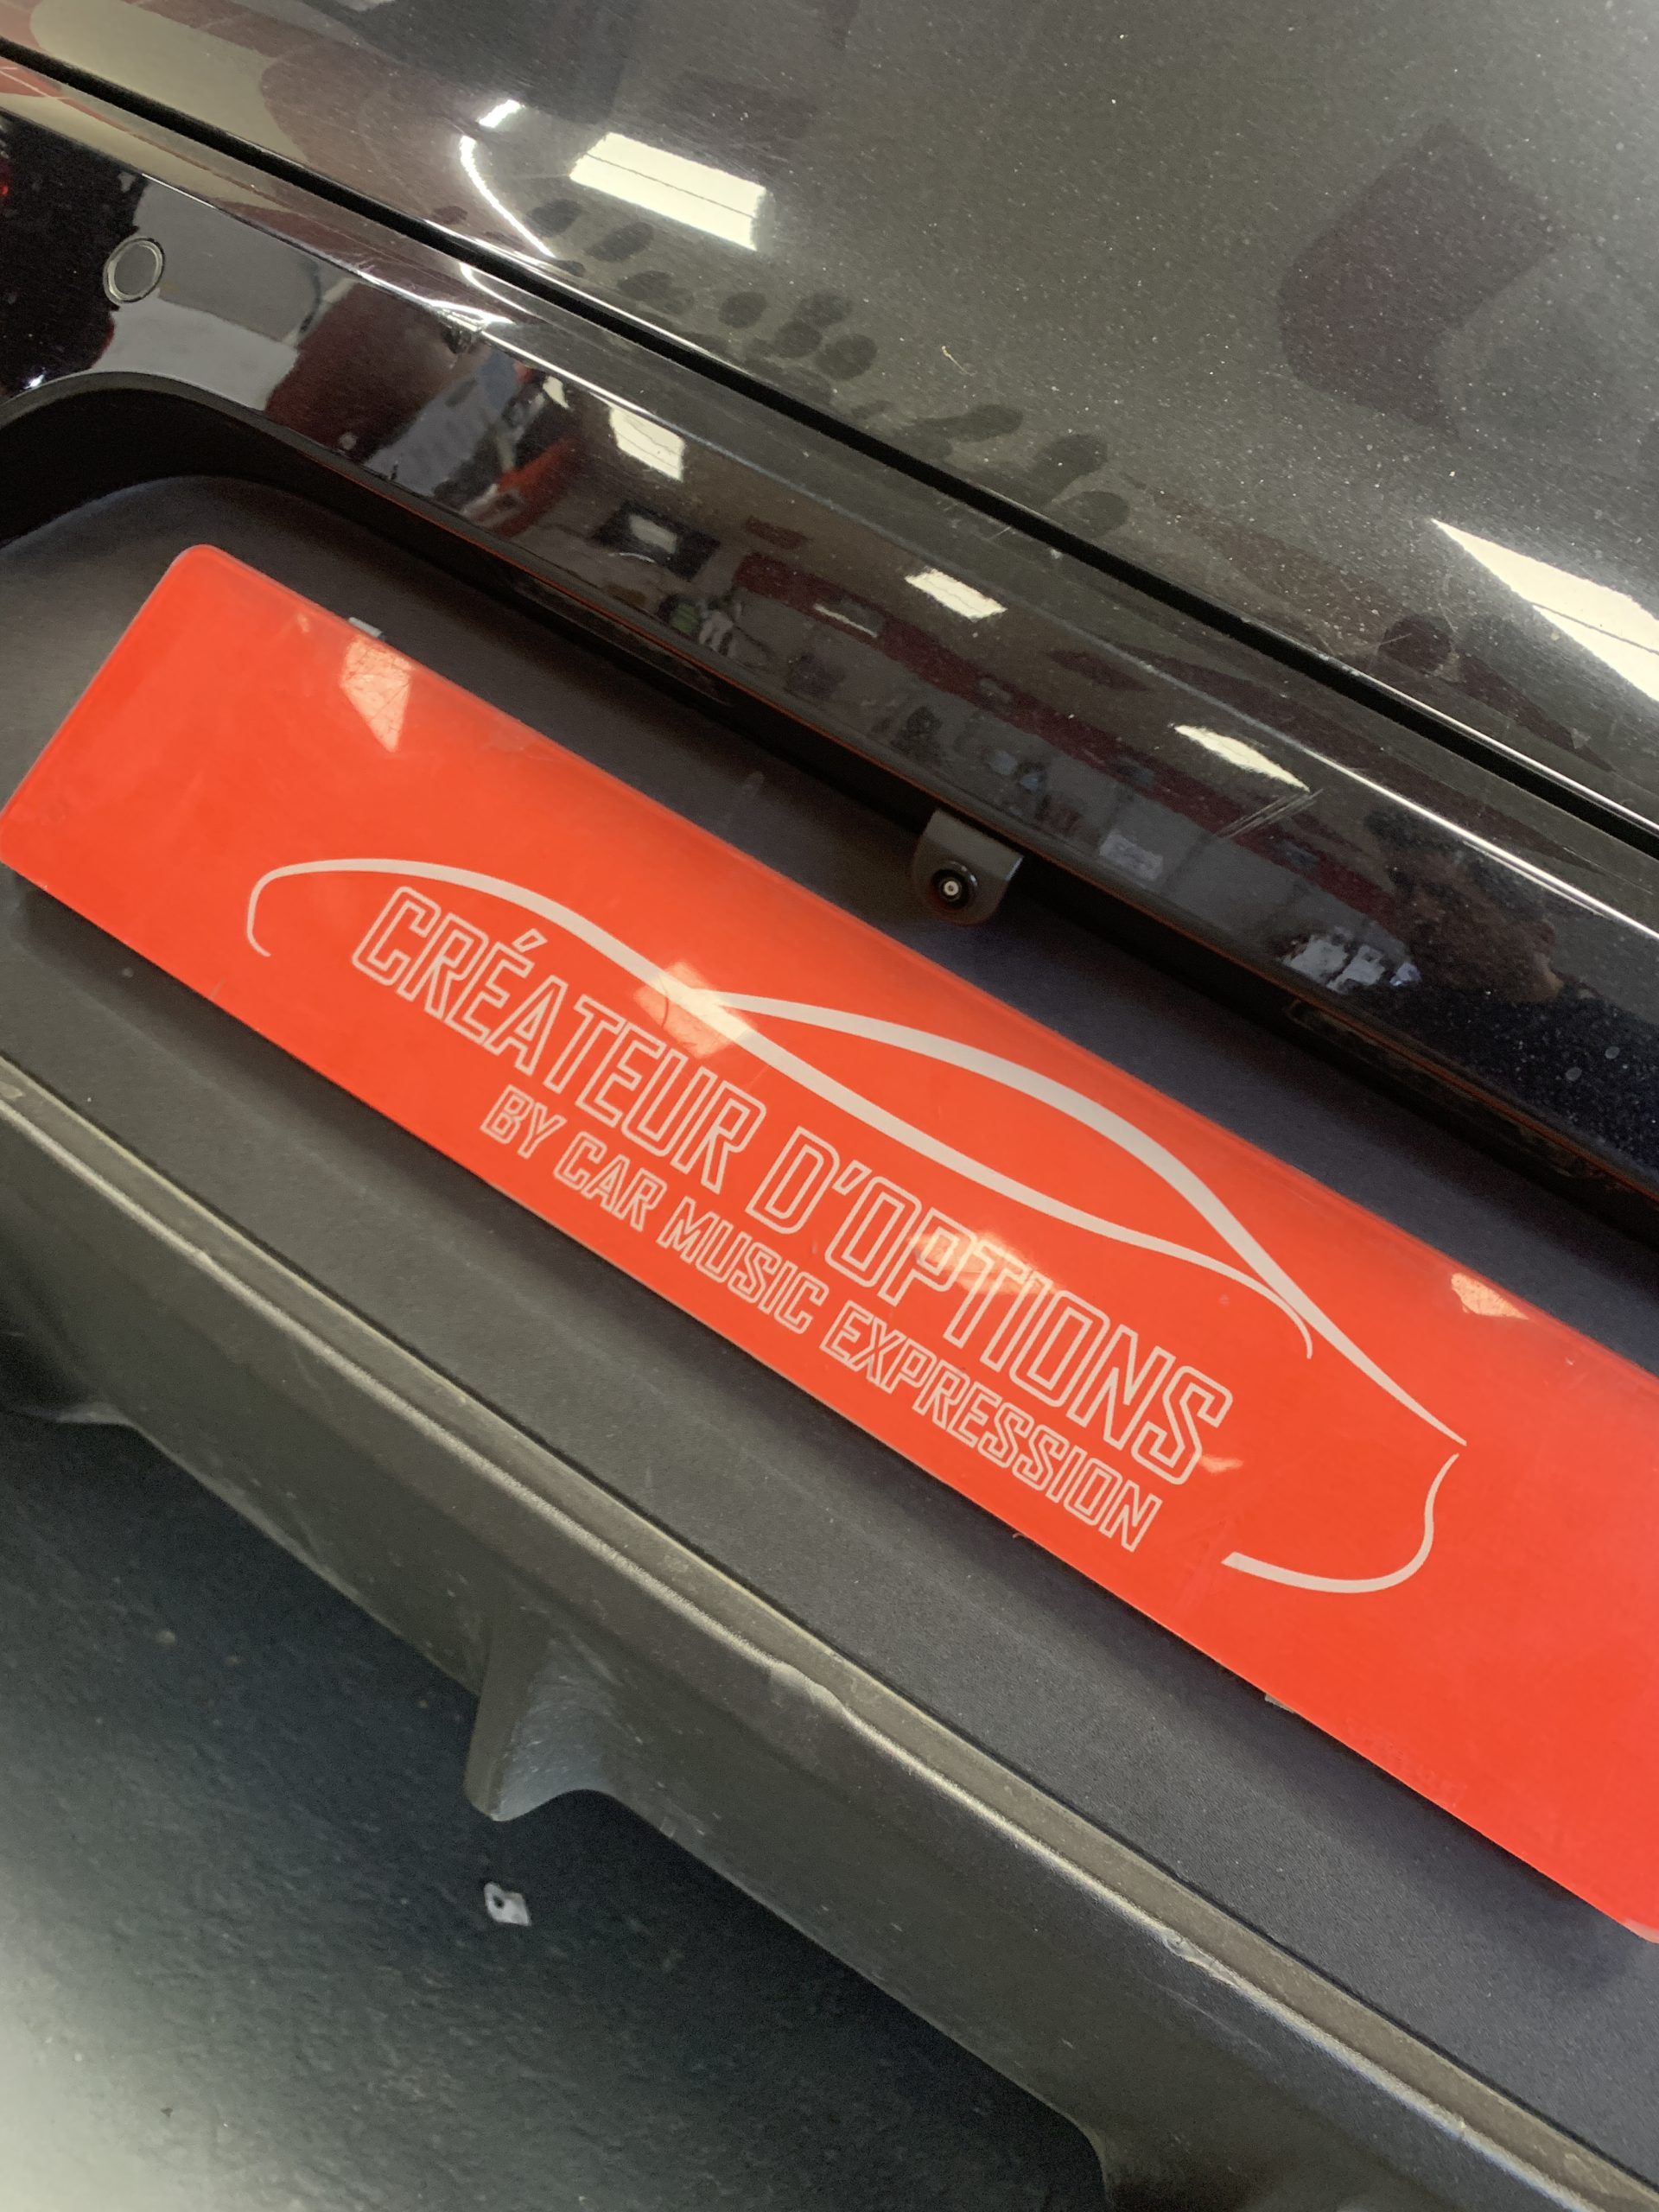 CRÉATEUR D'OPTIONS
BY CAR MUSIC EXPRESSION